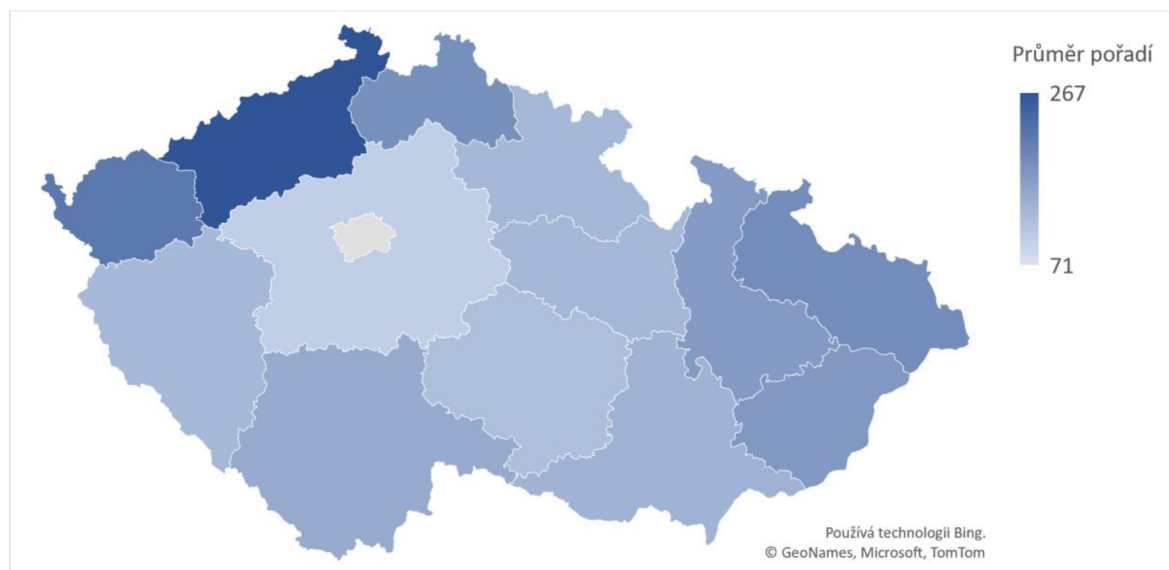 Průměr pořadí
267
71
Používá technologii Bing.
© GeoNames, Microsoft, TomTom